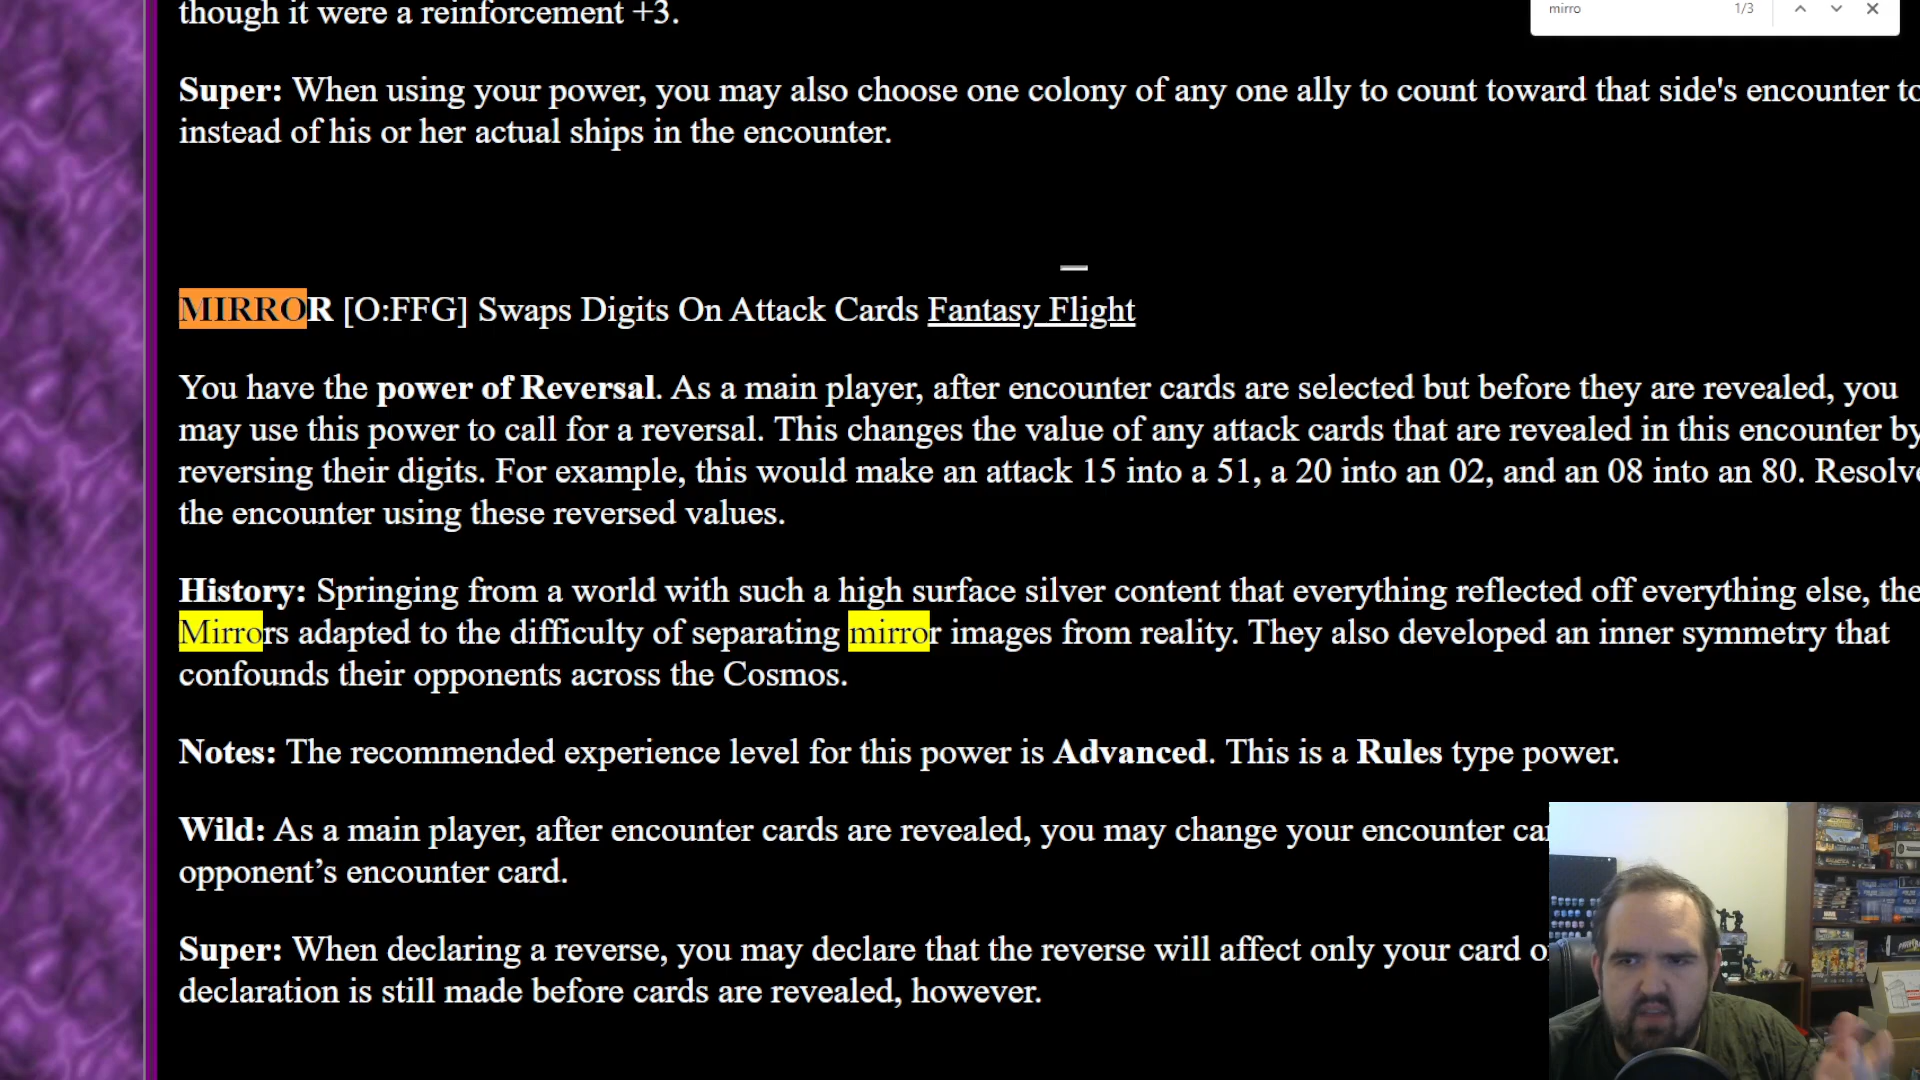 though it were a reinforcement +3.
mirro 1/3
Super: When using your power, you may also choose one colony of any one ally to count toward that side's encounter to
instead of his or her actual ships in the encounter.
MIRROR [O:FFG] Swaps Digits On Attack Cards Fantasy Flight
You have the power of Reversal. As a main player, after encounter cards are selected but before they are revealed, you
may use this power to call for a reversal. This changes the value of any attack cards that are revealed in this encounter by
reversing their digits. For example, this would make an attack 15 into a 51, a 20 into an 02, and an 08 into an 80. Resolve
the encounter using these reversed values.
History: Springing from a world with such a high surface silver content that everything reflected off everything else, the
Mirrors adapted to the difficulty of separating mirror images from reality. They also developed an inner symmetry that
confounds their opponents across the Cosmos.
Notes: The recommended experience level for this power is Advanced. This is a Rules type power.
Wild: As a main player, after encounter cards are revealed, you may change your encounter
opponent’s encounter card.
Super: When declaring a reverse, you may declare that the reverse will affect only your card
declaration is still made before cards are revealed, however.